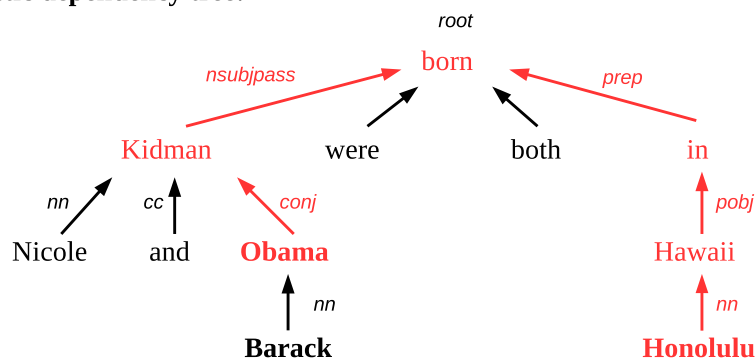 root
born
nsubjpass
prep
Kidman were both in
nn cc conj pobj
Nicole and Obama Hawaii
nn nn
Barack Honolulu